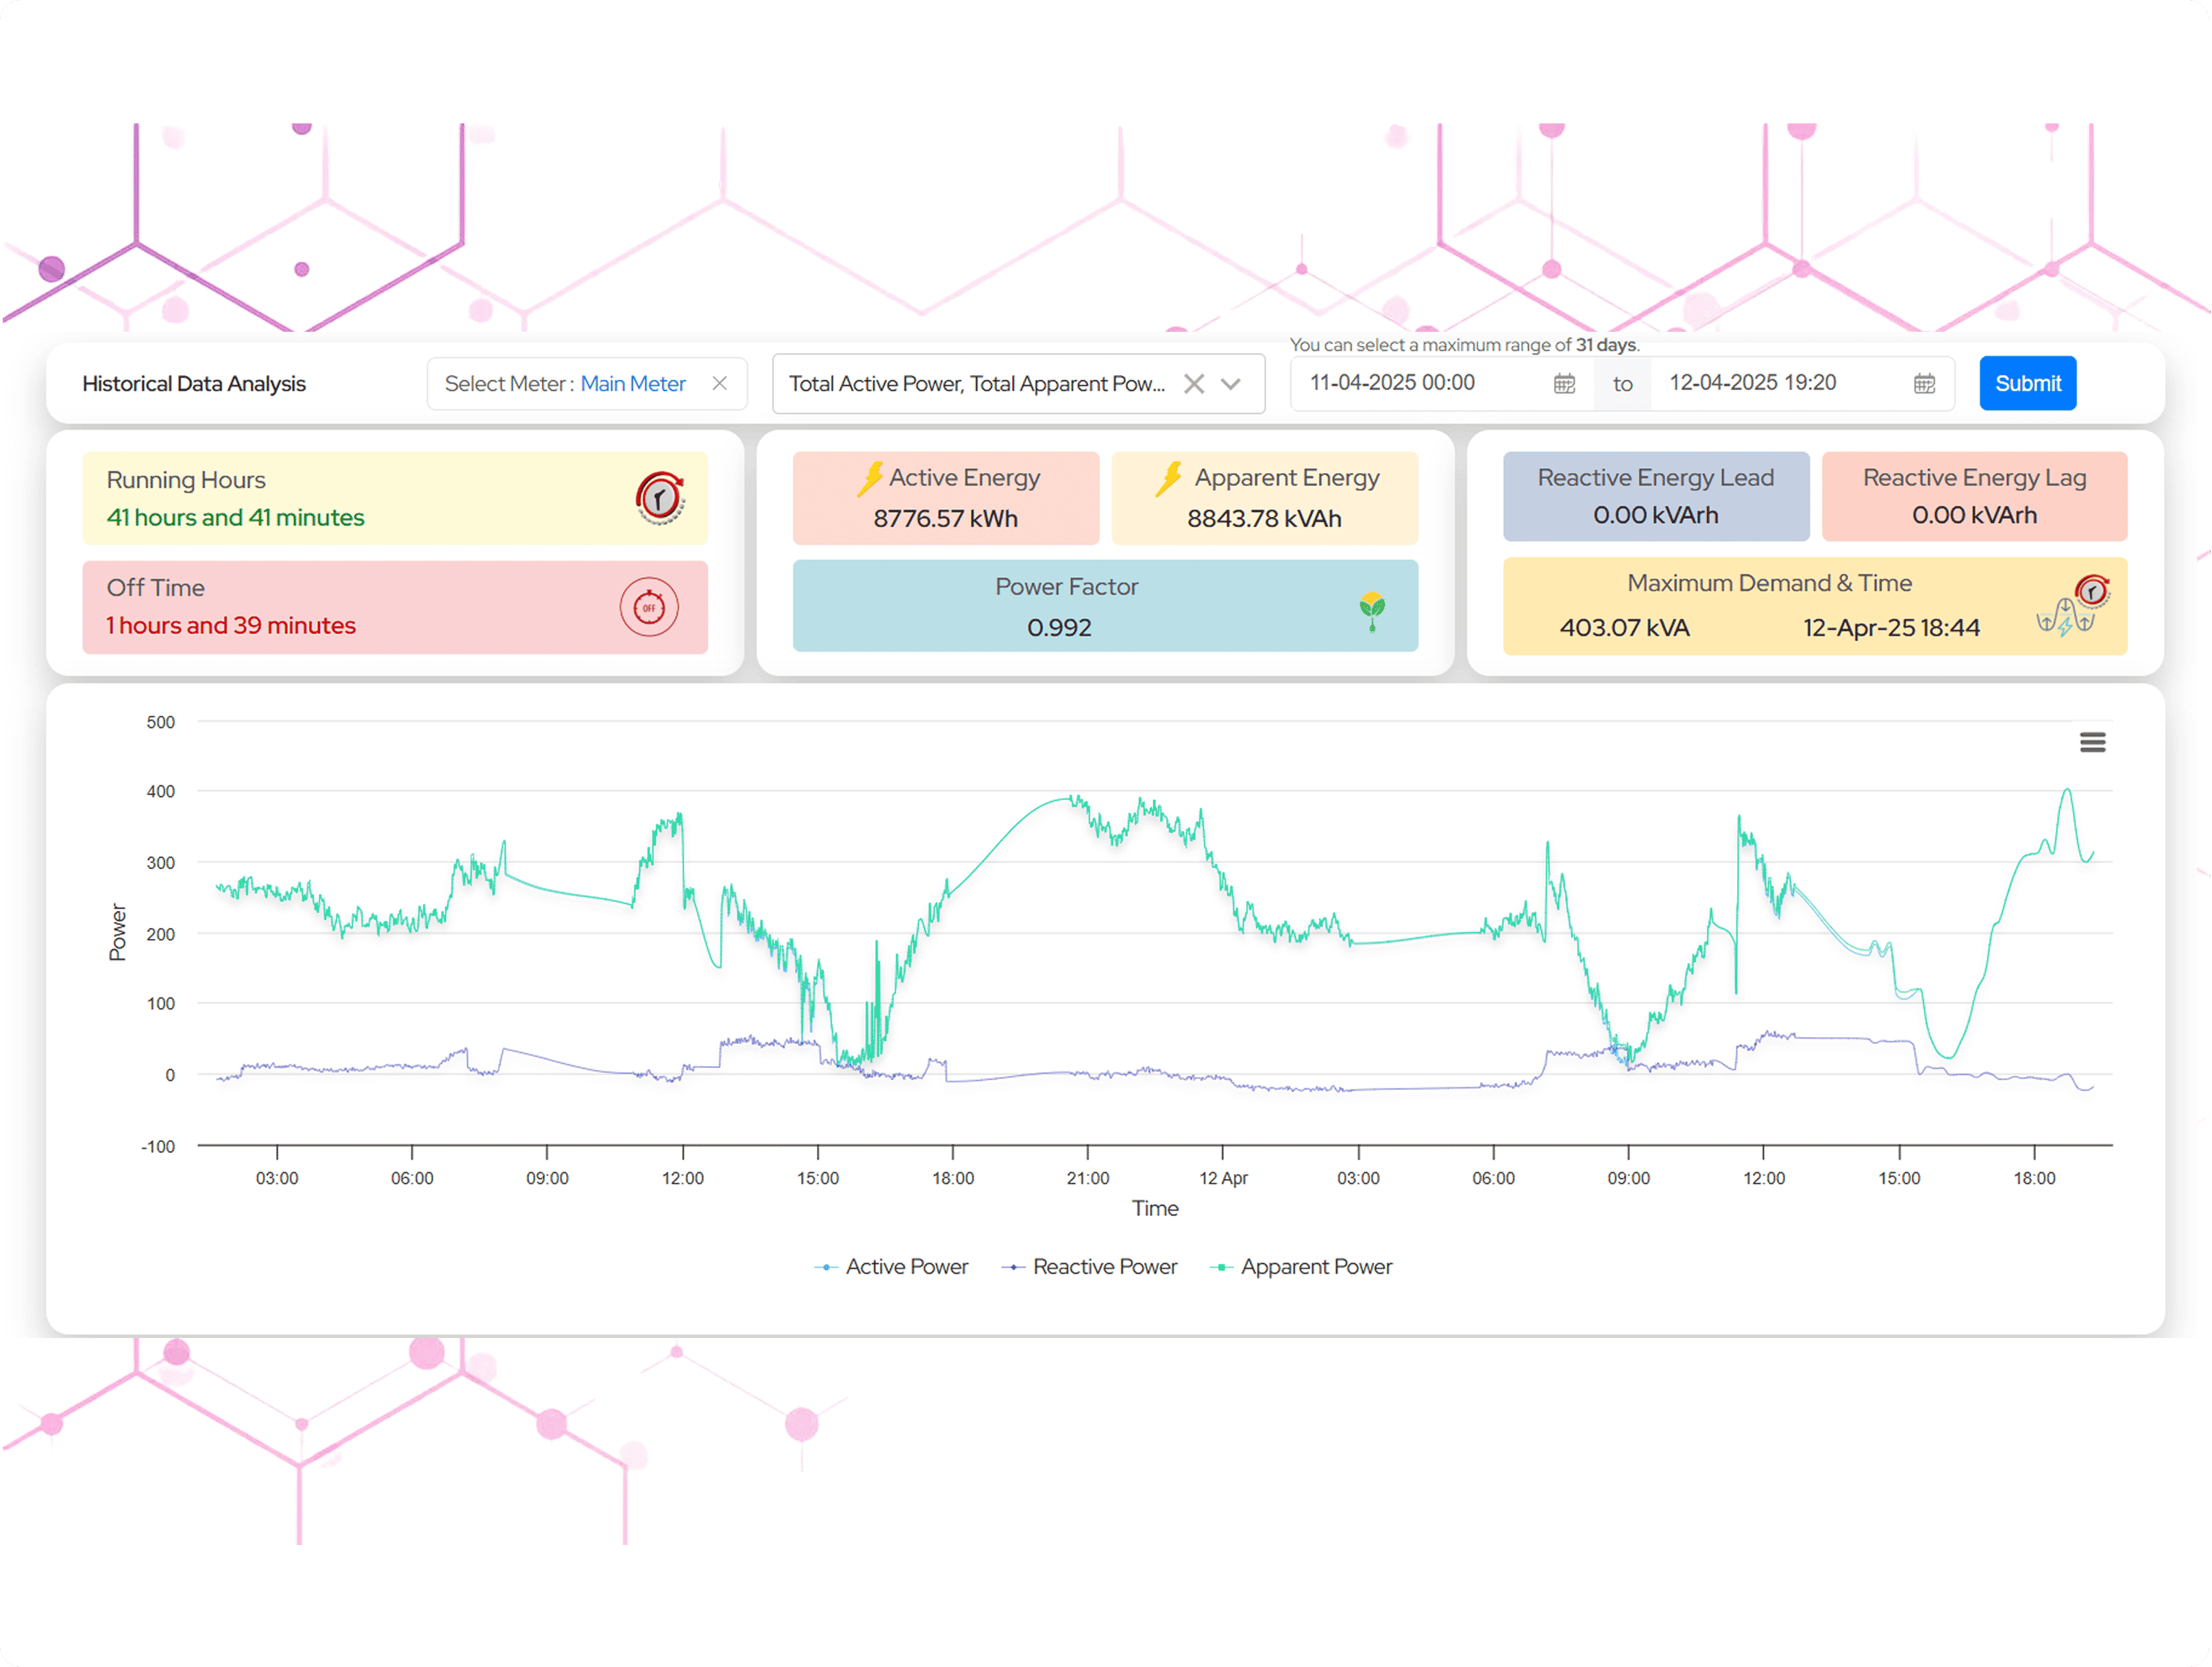 You can select a maximum range of 31 days.
Historical Data Analysis
Select Meter : Main Meter
Total Active Power, Total Apparent Pow...
11-04-2025 00:00
to
12-04-2025 19:20
Submit
Running Hours
41 hours and 41 minutes
Off Time
1 hours and 39 minutes
OFF
Active Energy
8776.57 kWh
Apparent Energy
8843.78 kVAh
Power Factor
0.992
Reactive Energy Lead
0.00 kVArh
Reactive Energy Lag
0.00 kVArh
Maximum Demand & Time
403.07 kVA
12-Apr-25 18:44
500
400
300
200
100
0
-100
Power
03:00
06:00
09:00
12:00
15:00
18:00
21:00
12 Apr
03:00
06:00
09:00
12:00
15:00
18:00
Time
Active Power
Reactive Power
Apparent Power